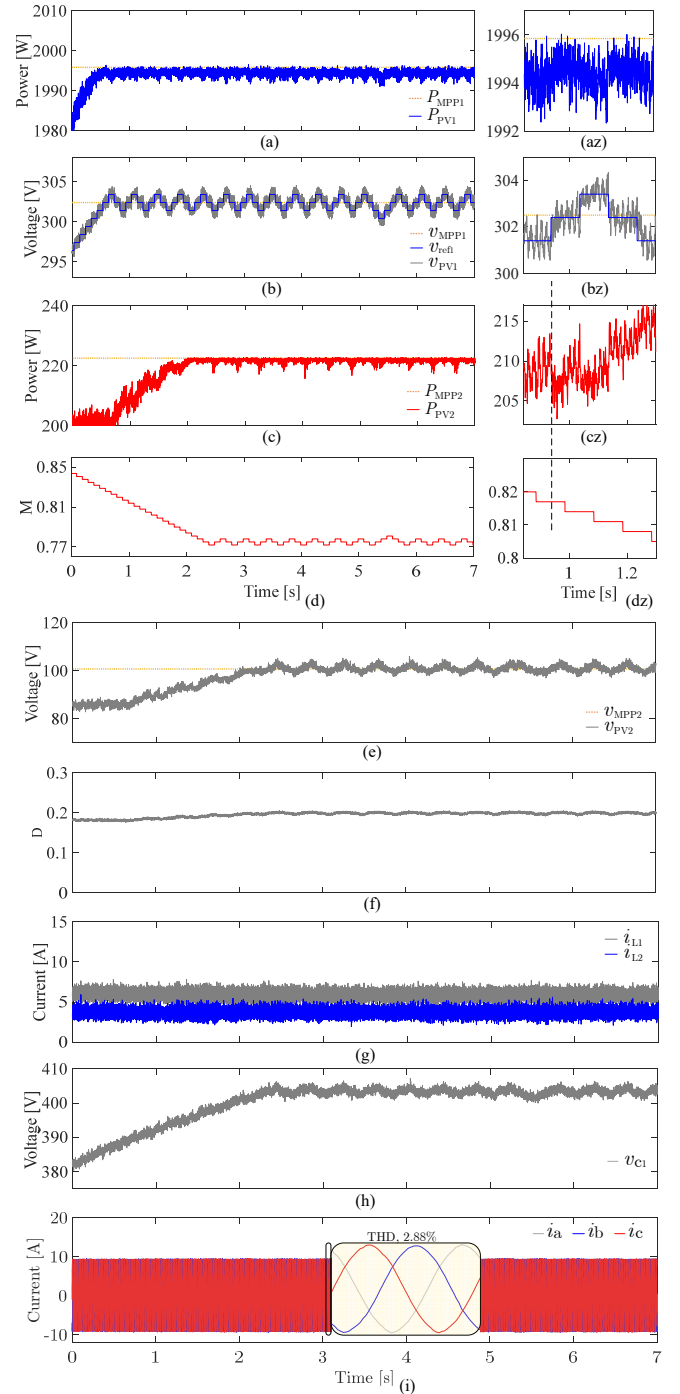 2010
2000
1990
1980
Power [W]
P_MPP1
P_PV1
(a)
1996
1994
1992
(az)
305
300
295
Voltage [V]
v_MPP1
v_ref1
v_PV1
(b)
304
302
300
(bz)
240
220
200
Power [W]
P_MPP2
P_PV2
(c)
215
210
205
(cz)
0.85
0.81
0.77
M
0 1 2 3 4 5 6 7
Time [s]
(d)
0.82
0.81
0.8
1 1.2
Time [s]
(dz)
120
100
80
Voltage [V]
v_MPP2
v_PV2
(e)
0.3
0.2
0.1
0
D
(f)
15
10
5
0
Current [A]
i_L1
i_L2
(g)
410
400
390
380
Voltage [V]
v_C1
(h)
20
10
0
-10
Current [A]
THD, 2.88%
i_a i_b i_c
0 1 2 3 4 5 6 7
Time [s]
(i)